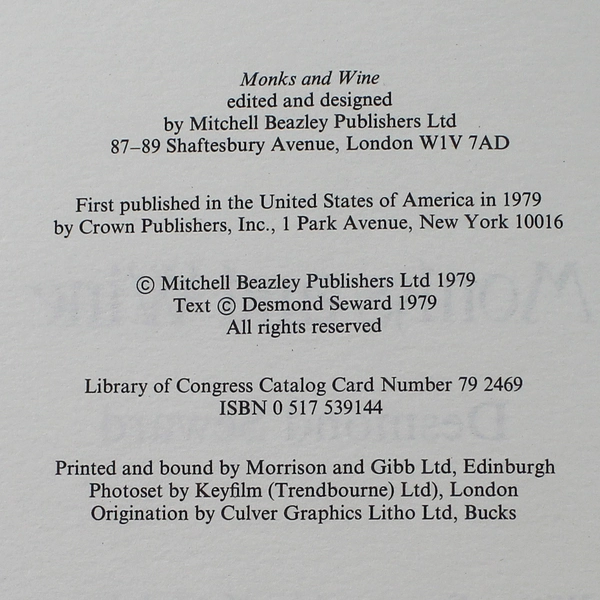 Monks and Wine
edited and designed
by Mitchell Beazley Publishers Ltd
87–89 Shaftesbury Avenue, London W1V 7AD
First published in the United States of America in 1979
by Crown Publishers, Inc., 1 Park Avenue, New York 10016
© Mitchell Beazley Publishers Ltd 1979
Text © Desmond Seward 1979
All rights reserved
Library of Congress Catalog Card Number 79 2469
ISBN 0 517 539144
Printed and bound by Morrison and Gibb Ltd, Edinburgh
Photoset by Keyfilm (Trendbourne) Ltd), London
Origination by Culver Graphics Litho Ltd, Bucks